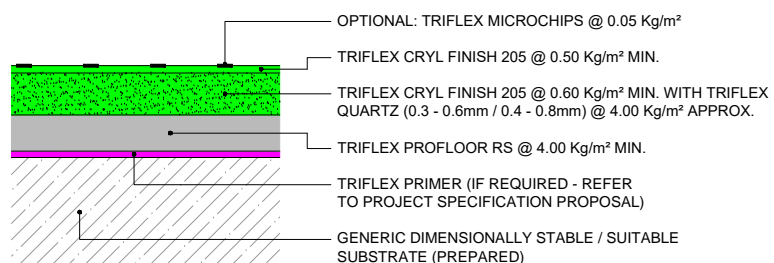 OPTIONAL: TRIFLEX MICROCHIPS @ 0.05 Kg/m²
TRIFLEX CRYL FINISH 205 @ 0.50 Kg/m² MIN.
TRIFLEX CRYL FINISH 205 @ 0.60 Kg/m² MIN. WITH TRIFLEX
QUARTZ (0.3 - 0.6mm / 0.4 - 0.8mm) @ 4.00 Kg/m² APPROX.
TRIFLEX PROFLOOR RS @ 4.00 Kg/m² MIN.
TRIFLEX PRIMER (IF REQUIRED - REFER
TO PROJECT SPECIFICATION PROPOSAL)
GENERIC DIMENSIONALLY STABLE / SUITABLE
SUBSTRATE (PREPARED)